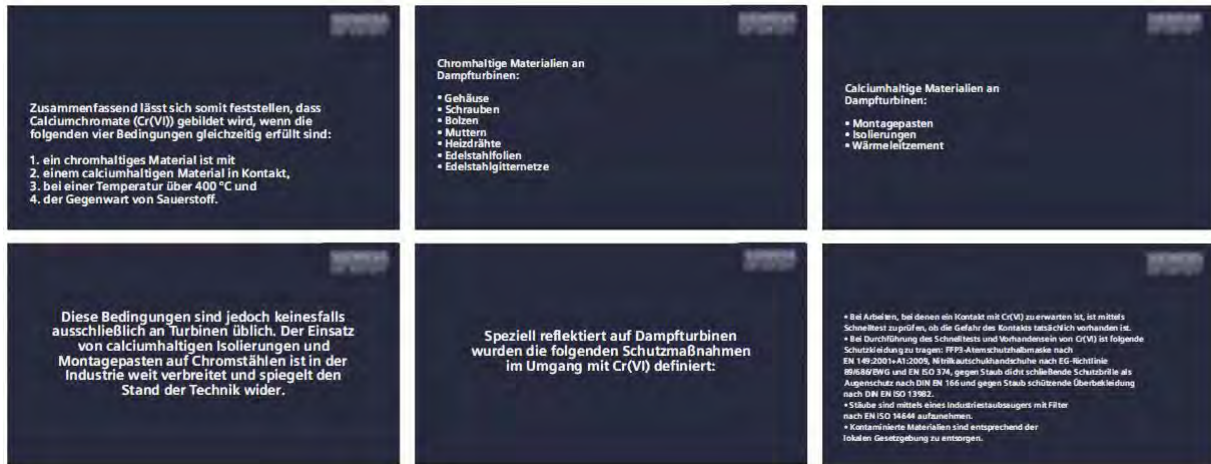 Zusammenfassend lässt sich somit feststellen, dass
Calciumchromate (Cr(VI)) gebildet wird, wenn die
folgenden vier Bedingungen gleichzeitig erfüllt sind:
1. ein chromhaltiges Material ist mit
2. einem calciumhaltigen Material in Kontakt,
3. bei einer Temperatur über 400 °C und
4. der Gegenwart von Sauerstoff.
Chromhaltige Materialien an
Dampfturbinen:
• Gehäuse
• Schrauben
• Bolzen
• Muttern
• Heizdrähte
• Edelstahlfolien
• Edelstahlgitternetze
Calciumhaltige Materialien an
Dampfturbinen:
• Montagepasten
• Isolierungen
• Wärmeleitzement
Diese Bedingungen sind jedoch keinesfalls
ausschließlich an Turbinen üblich. Der Einsatz
von calciumhaltigen Isolierungen und
Montagepasten auf Chromstählen ist in der
Industrie weit verbreitet und spiegelt den
Stand der Technik wider.
Speziell reflektiert auf Dampfturbinen
wurden die folgenden Schutzmaßnahmen
im Umgang mit Cr(VI) definiert:
• Bei Arbeiten, bei denen ein Kontakt mit Cr(VI) zu erwarten ist, ist mittels
Schnelltest zu prüfen, ob die Gefahr des Kontakts tatsächlich vorhanden ist.
• Bei Durchführung des Schnelltests und Vorhandensein von Cr(VI) ist folgende
Schutzkleidung zu tragen: FFP3-Atemschutzhalbmaske nach
EN 149:2001+A1:2009, Nitrilkautschukhandschuhe nach EG-Richtlinie
89/686/EWG und EN ISO 374, gegen Staub dicht schließende Schutzbrille als
Augenschutz nach DIN EN 166 und gegen Staub schützende Überbekleidung
nach DIN EN ISO 13982.
• Stäube sind mittels eines Industriestaubsaugers mit Filter
nach EN ISO 14644 aufzunehmen.
• Kontaminierte Materialien sind entsprechend der
lokalen Gesetzgebung zu entsorgen.